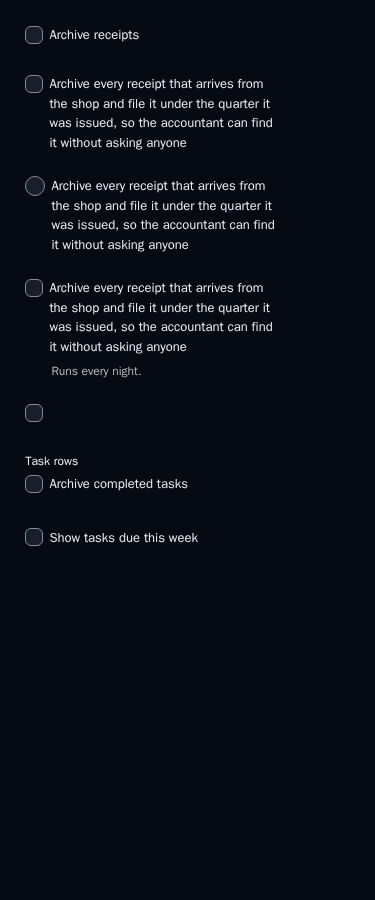 Archive receipts
Archive every receipt that arrives from
the shop and file it under the quarter it
was issued, so the accountant can find
it without asking anyone
Archive every receipt that arrives from
the shop and file it under the quarter it
was issued, so the accountant can find
it without asking anyone
Archive every receipt that arrives from
the shop and file it under the quarter it
was issued, so the accountant can find
it without asking anyone
Runs every night.
Task rows
Archive completed tasks
Show tasks due this week